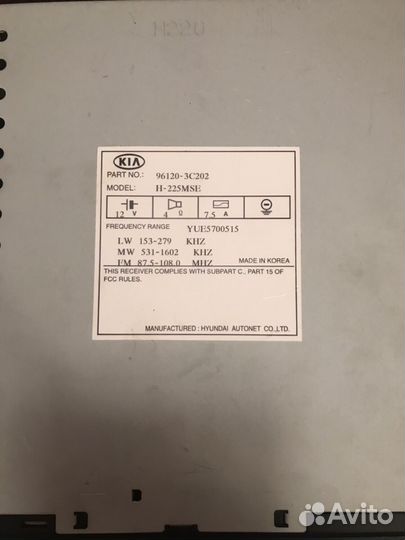 KIA
PART NO.: 96120-3C202
MODEL: H-225MSE
12 V 4 Ω 7.5 A
FREQUENCY RANGE YUE5700515
LW 153-279 KHZ
MW 531-1602 KHZ
FM 87.5-108.0 MHZ MADE IN KOREA
THIS RECEIVER COMPLIES WITH SUBPART C., PART 15 OF
FCC RULES.
MANUFACTURED : HYUNDAI AUTONET CO.,LTD.
Avito